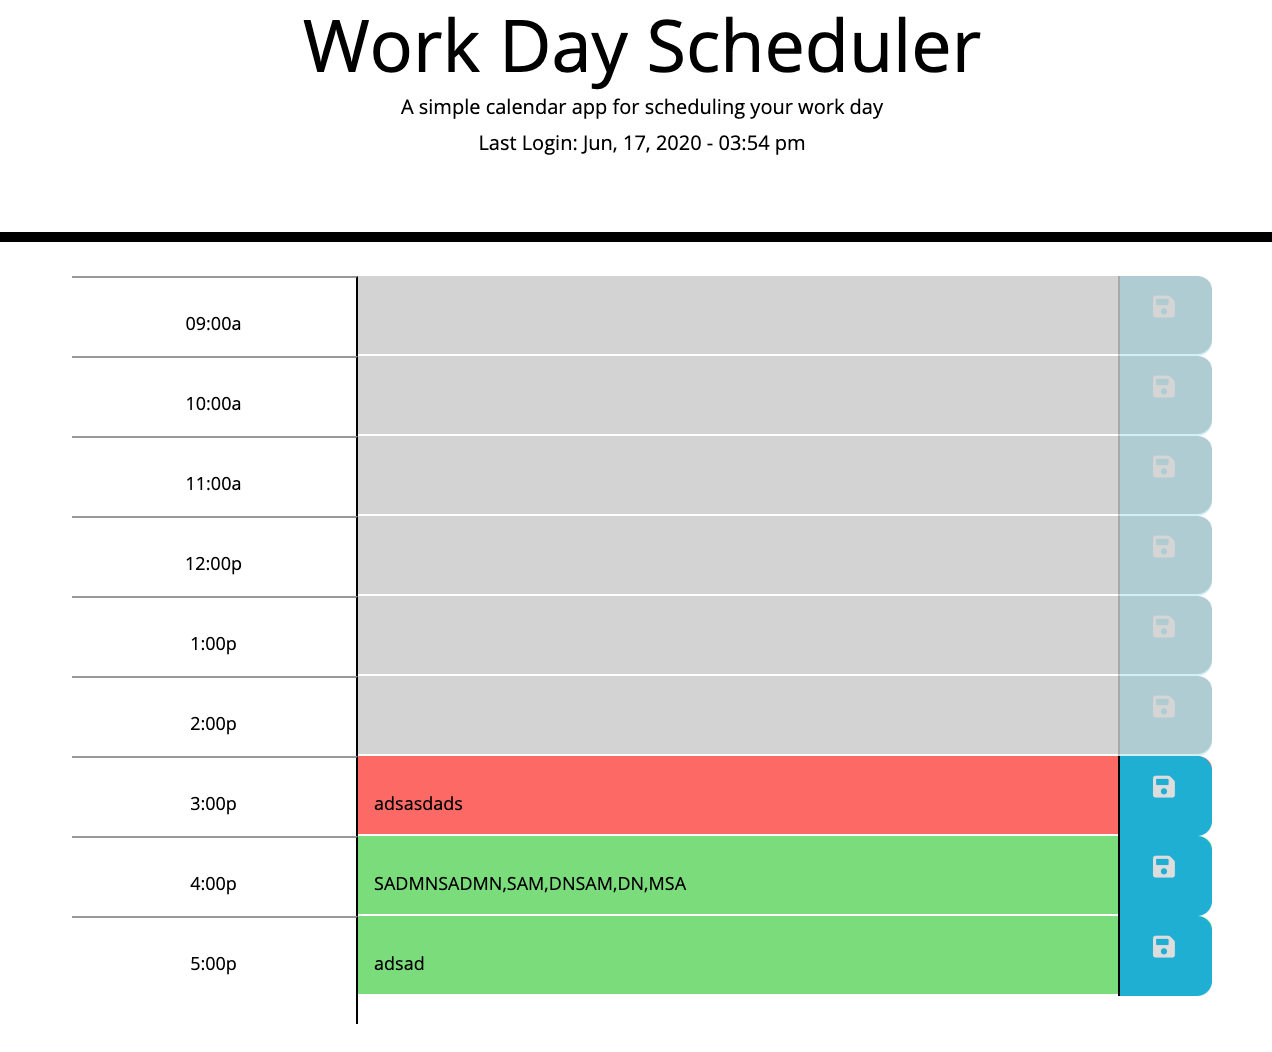 Work Day Scheduler
A simple calendar app for scheduling your work day
Last Login: Jun, 17, 2020 - 03:54 pm
09:00a
10:00a
11:00a
12:00p
1:00p
2:00p
3:00p adsasdads
4:00p SADMNSADMN,SAM,DNSAM,DN,MSA
5:00p adsad